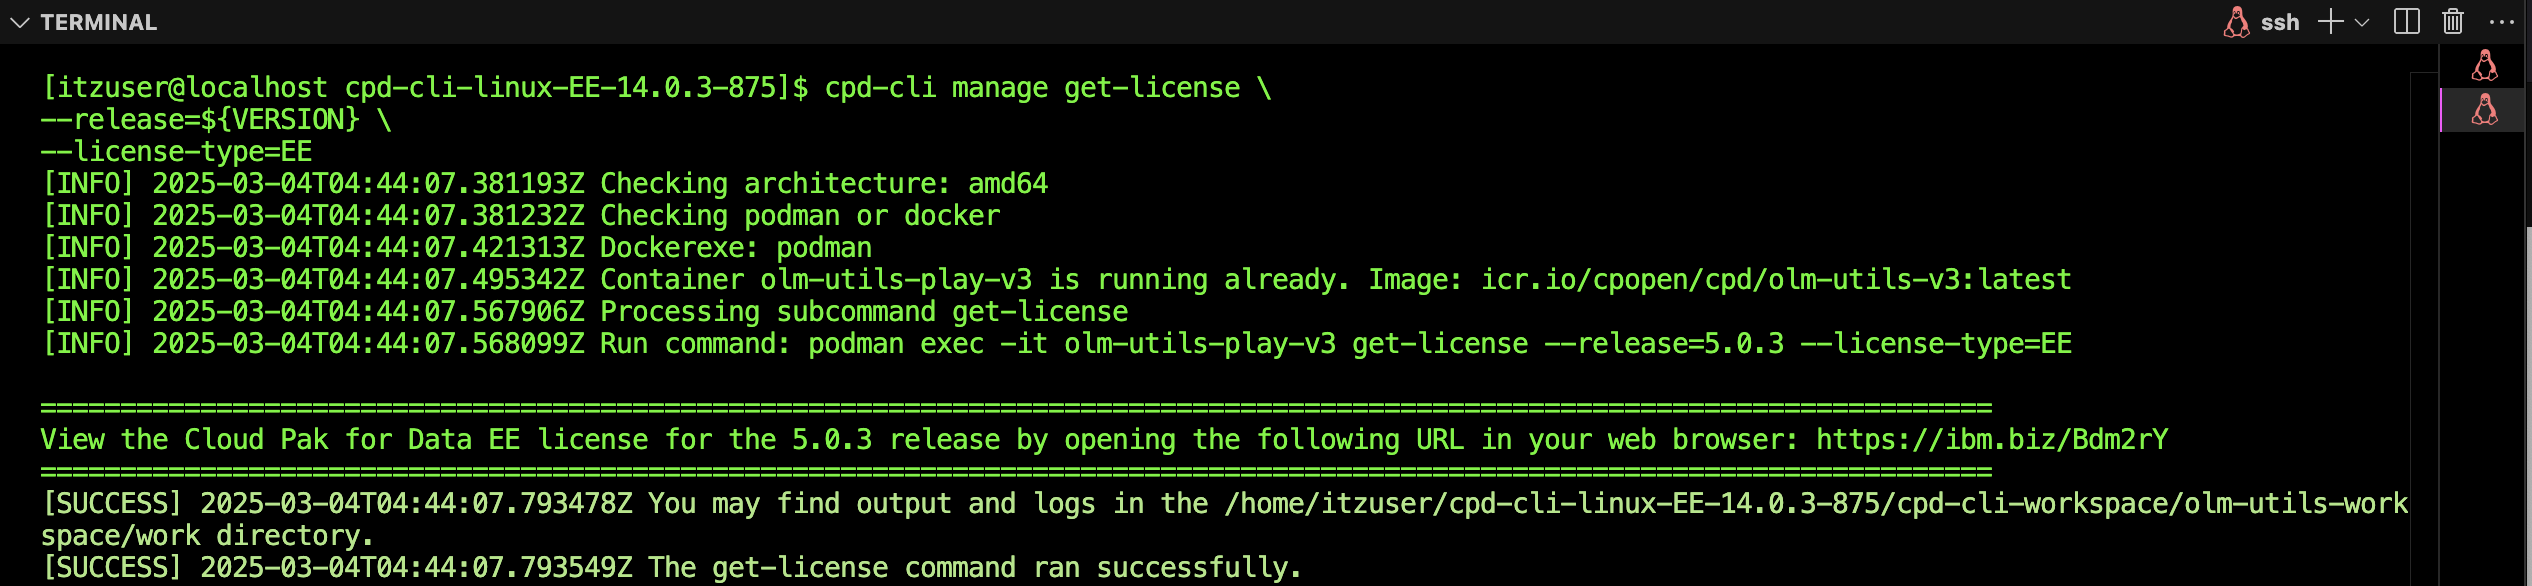 TERMINAL
ssh
[itzuser@localhost cpd-cli-linux-EE-14.0.3-875]$ cpd-cli manage get-license \
--release=${VERSION} \
--license-type=EE
[INFO] 2025-03-04T04:44:07.381193Z Checking architecture: amd64
[INFO] 2025-03-04T04:44:07.381232Z Checking podman or docker
[INFO] 2025-03-04T04:44:07.421313Z Dockerexe: podman
[INFO] 2025-03-04T04:44:07.495342Z Container olm-utils-play-v3 is running already. Image: icr.io/cpopen/cpd/olm-utils-v3:latest
[INFO] 2025-03-04T04:44:07.567906Z Processing subcommand get-license
[INFO] 2025-03-04T04:44:07.568099Z Run command: podman exec -it olm-utils-play-v3 get-license --release=5.0.3 --license-type=EE
==========================================================================================================================
View the Cloud Pak for Data EE license for the 5.0.3 release by opening the following URL in your web browser: https://ibm.biz/Bdm2rY
==========================================================================================================================
[SUCCESS] 2025-03-04T04:44:07.793478Z You may find output and logs in the /home/itzuser/cpd-cli-linux-EE-14.0.3-875/cpd-cli-workspace/olm-utils-work
space/work directory.
[SUCCESS] 2025-03-04T04:44:07.793549Z The get-license command ran successfully.